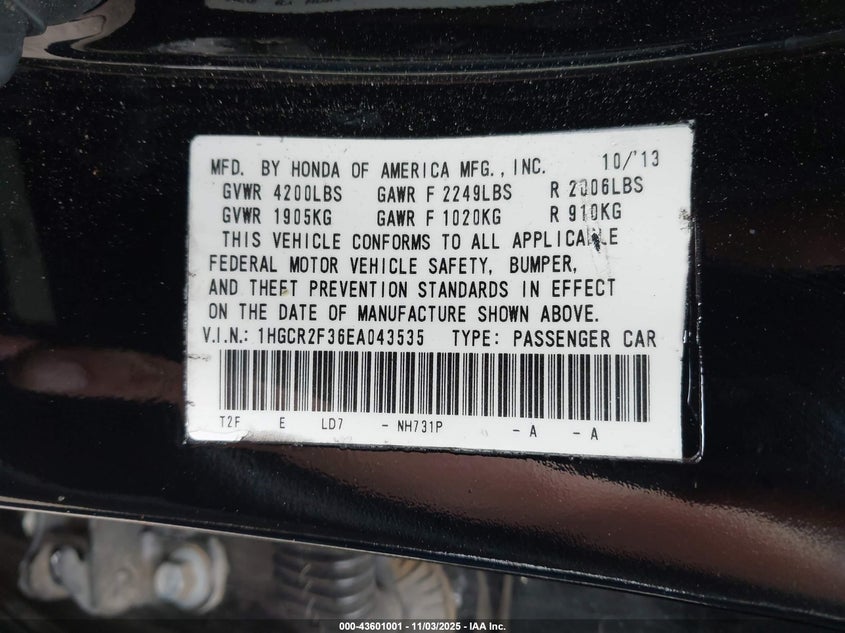 MFD. BY HONDA OF AMERICA MFG., INC. 10/'13
GVWR 4200LBS GAWR F 2249LBS R 2006LBS
GVWR 1905KG GAWR F 1020KG R 910KG
THIS VEHICLE CONFORMS TO ALL APPLICABLE
FEDERAL MOTOR VEHICLE SAFETY, BUMPER,
AND THEFT PREVENTION STANDARDS IN EFFECT
ON THE DATE OF MANUFACTURE SHOWN ABOVE.
V.I.N.: 1HGCR2F36EA043535 TYPE: PASSENGER CAR
T2F E LD7 - NH731P - A - A
000-43601001 | 11/03/2025 | IAA Inc.